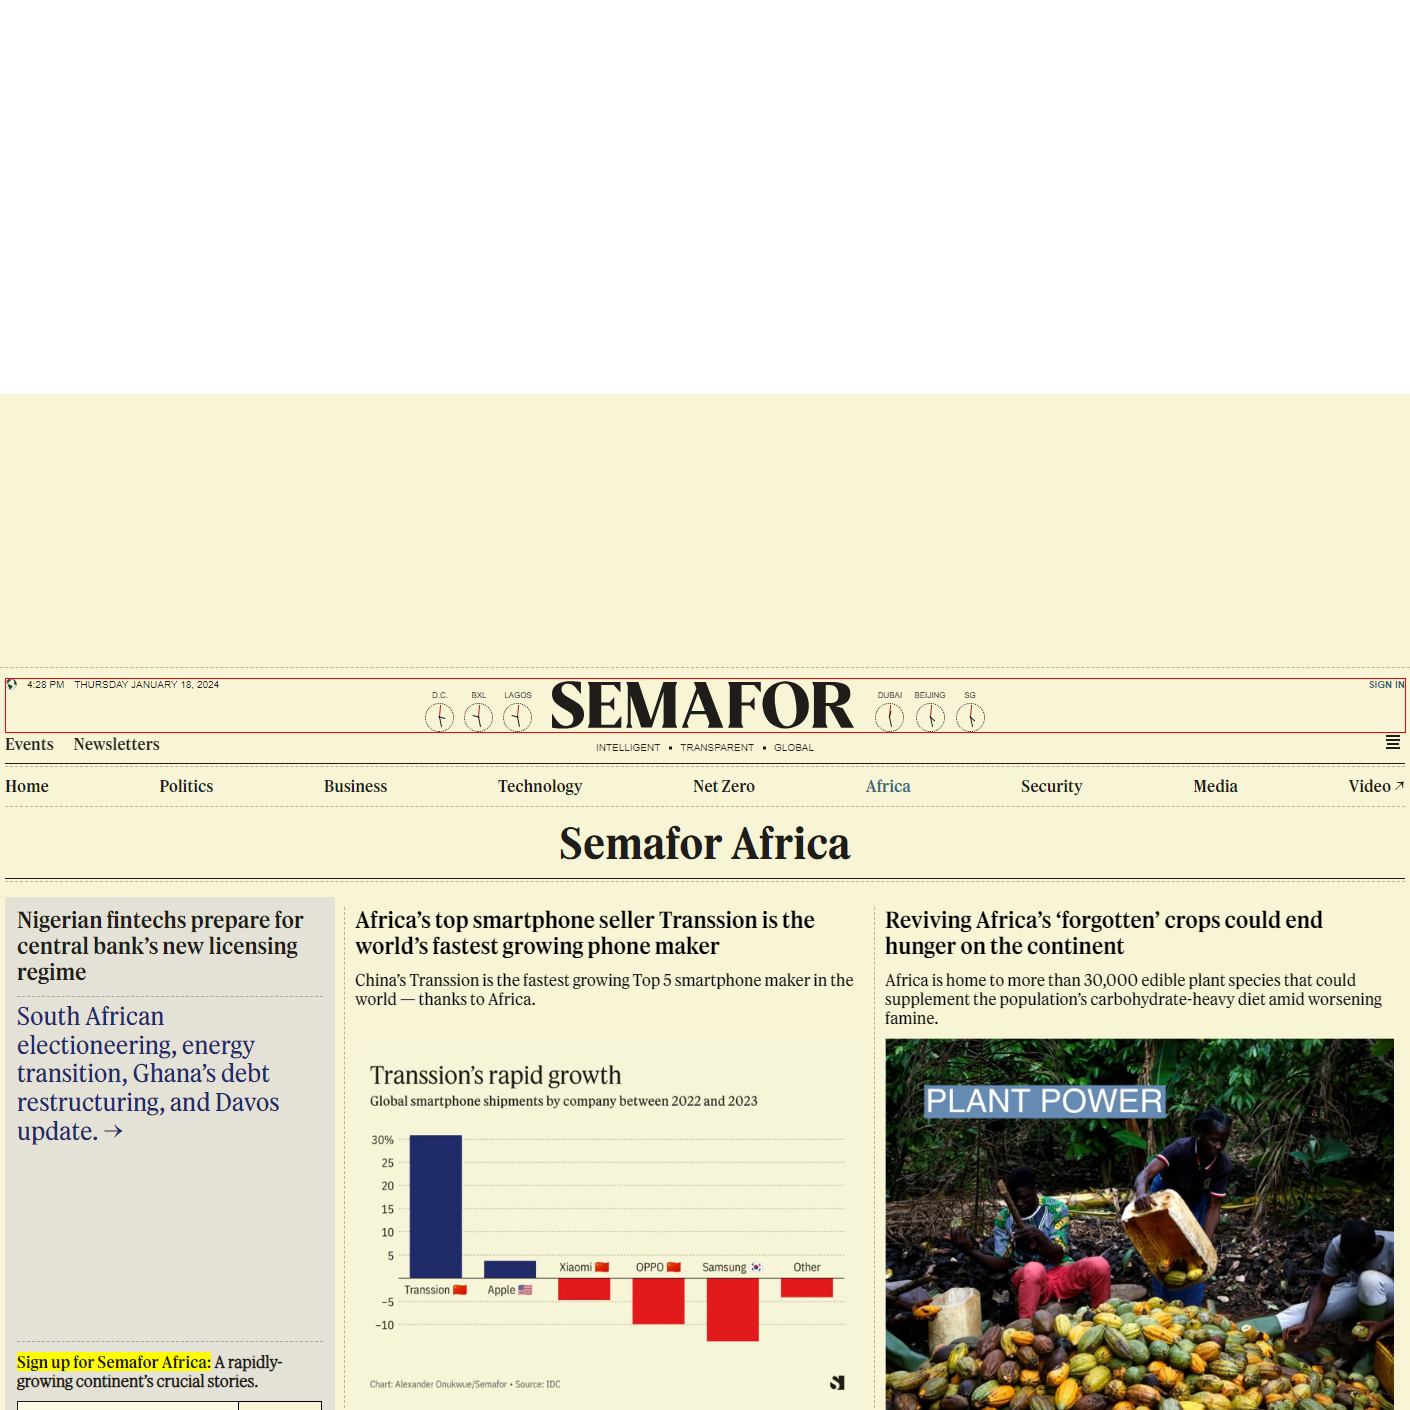 4:28 PM THURSDAY JANUARY 18, 2024
D.C. BXL LAGOS SEMAFOR DUBAI BEIJING SG
SIGN IN
Events Newsletters
INTELLIGENT ▪ TRANSPARENT ▪ GLOBAL
Home Politics Business Technology Net Zero Africa Security Media Video ↗
Semafor Africa
Nigerian fintechs prepare for
central bank’s new licensing
regime
South African
electioneering, energy
transition, Ghana’s debt
restructuring, and Davos
update. →
Sign up for Semafor Africa: A rapidly-
growing continent’s crucial stories.
Africa’s top smartphone seller Transsion is the
world’s fastest growing phone maker
China’s Transsion is the fastest growing Top 5 smartphone maker in the
world — thanks to Africa.
Transsion’s rapid growth
Global smartphone shipments by company between 2022 and 2023
30%
25
20
15
10
5
Xiaomi OPPO Samsung Other
Transsion Apple
−5
−10
Chart: Alexander Onukwue/Semafor • Source: IDC
Reviving Africa’s ‘forgotten’ crops could end
hunger on the continent
Africa is home to more than 30,000 edible plant species that could
supplement the population’s carbohydrate-heavy diet amid worsening
famine.
PLANT POWER